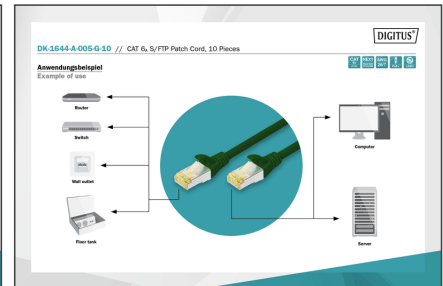 DIGITUS®
DK-1644-A-005-G-10 // CAT 6A S/FTP Patch Cord, 10 Pieces
Anwendungsbeispiel
Example of use
Router
Switch
Wall outlet
Floor tank
Computer
Server